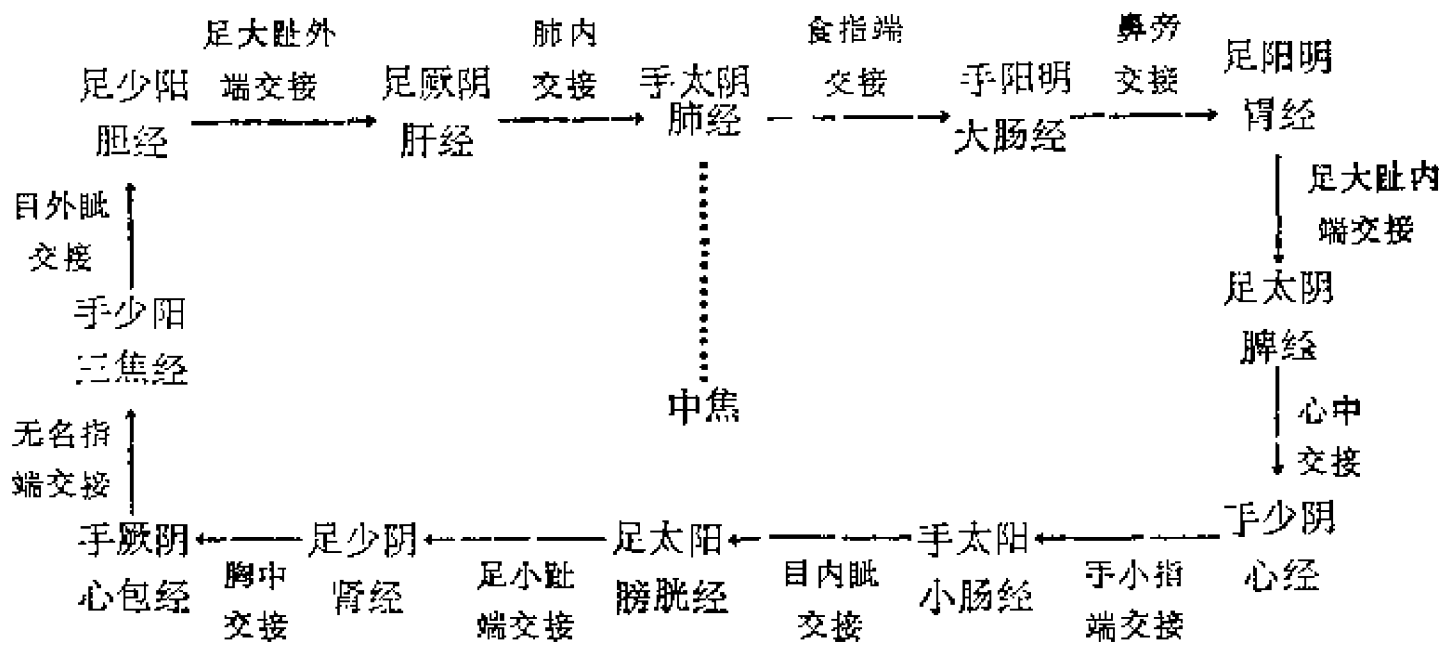 足大趾外
端交接
肺内
交接
食指端
交接
鼻旁
交接
足少阳
胆经
足厥阴
肝经
手太阴
肺经
手阳明
大肠经
足阳明
胃经
目外眦
交接
足大趾内
端交接
手少阳
三焦经
中焦
足太阴
脾经
无名指
端交接
心中
交接
手厥阴
心包经
胸中
交接
足少阴
肾经
足小趾
端交接
足太阳
膀胱经
目内眦
交接
手太阳
小肠经
手小指
端交接
手少阴
心经